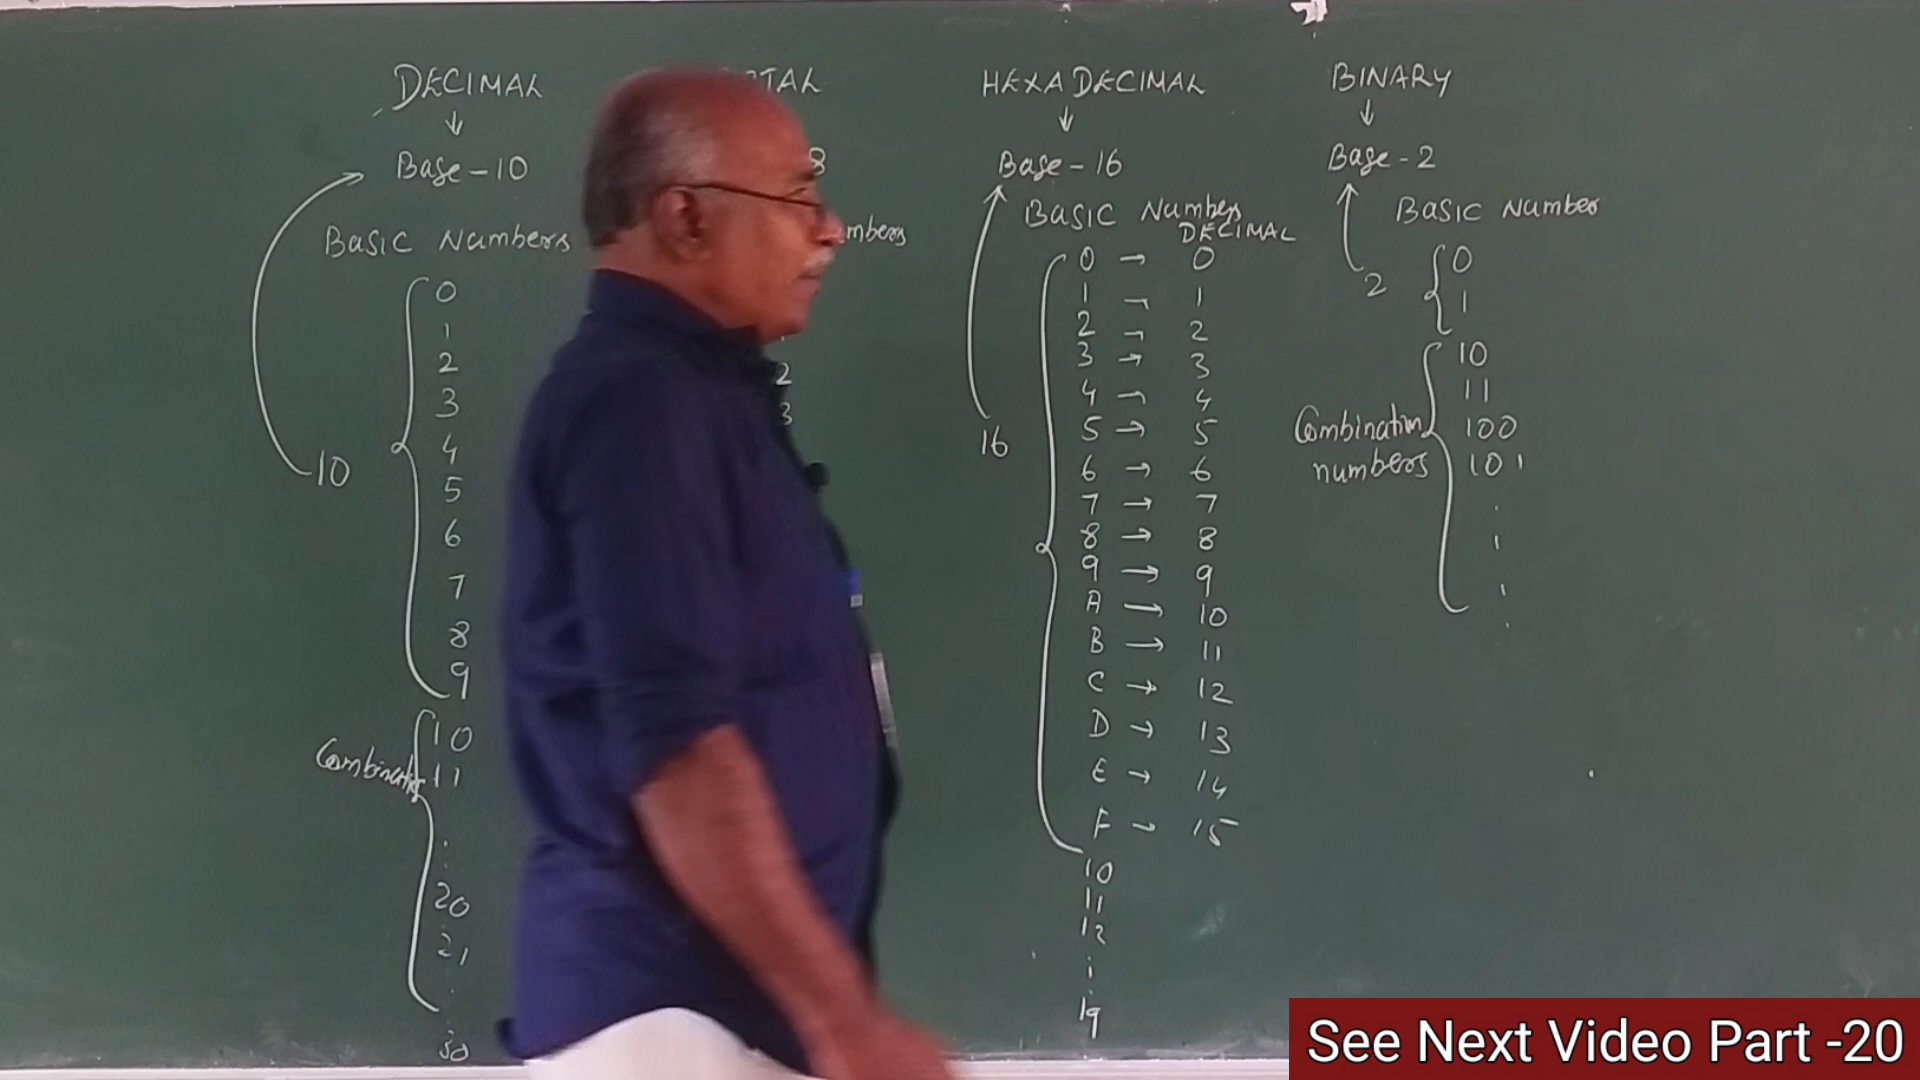 DECIMAL
↓
Base - 10
BASIC Numbers
0
1
2
3
4
5
6
7
8
9
10
10
11
Combination
20
21
30
TAL
8
mbers
2
3
HEXA DECIMAL
↓
Base - 16
BASIC Numbers
DECIMAL
0 → 0
1 → 1
2 → 2
3 → 3
4 → 4
5 → 5
6 → 6
7 → 7
8 → 8
9 → 9
A → 10
B → 11
C → 12
D → 13
E → 14
F → 15
16
10
11
12
19
BINARY
↓
Base - 2
BASIC Number
2
0
1
10
11
100
101
Combination
numbers
See Next Video Part -20